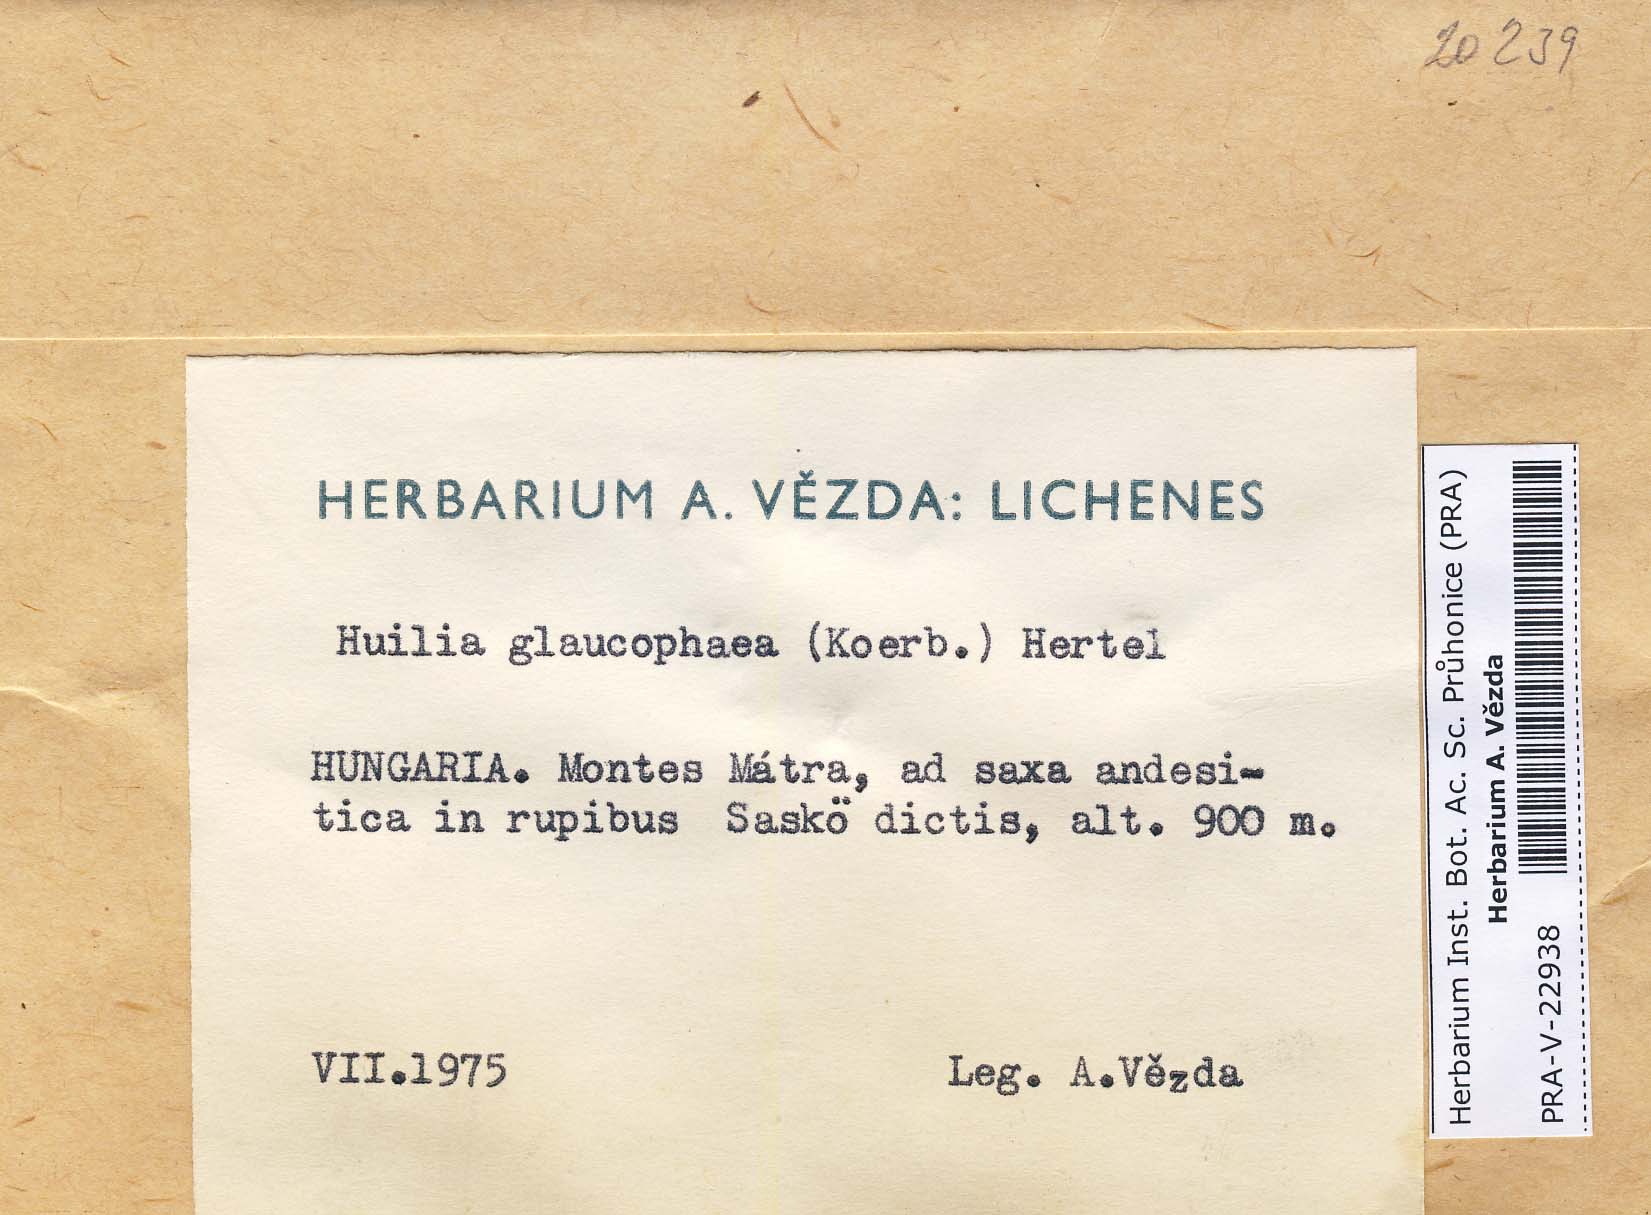 20239
HERBARIUM A. VĚZDA: LICHENES
Huilia glaucophaea (Koerb.) Hertel
HUNGARIA. Montes Mátra, ad saxa andesi-
tica in rupibus Saskö dictis, alt. 900 m.
VII.1975 Leg. A.Vězda
Herbarium Inst. Bot. Ac. Sc. Průhonice (PRA)
Herbarium A. Vězda
PRA-V-22938